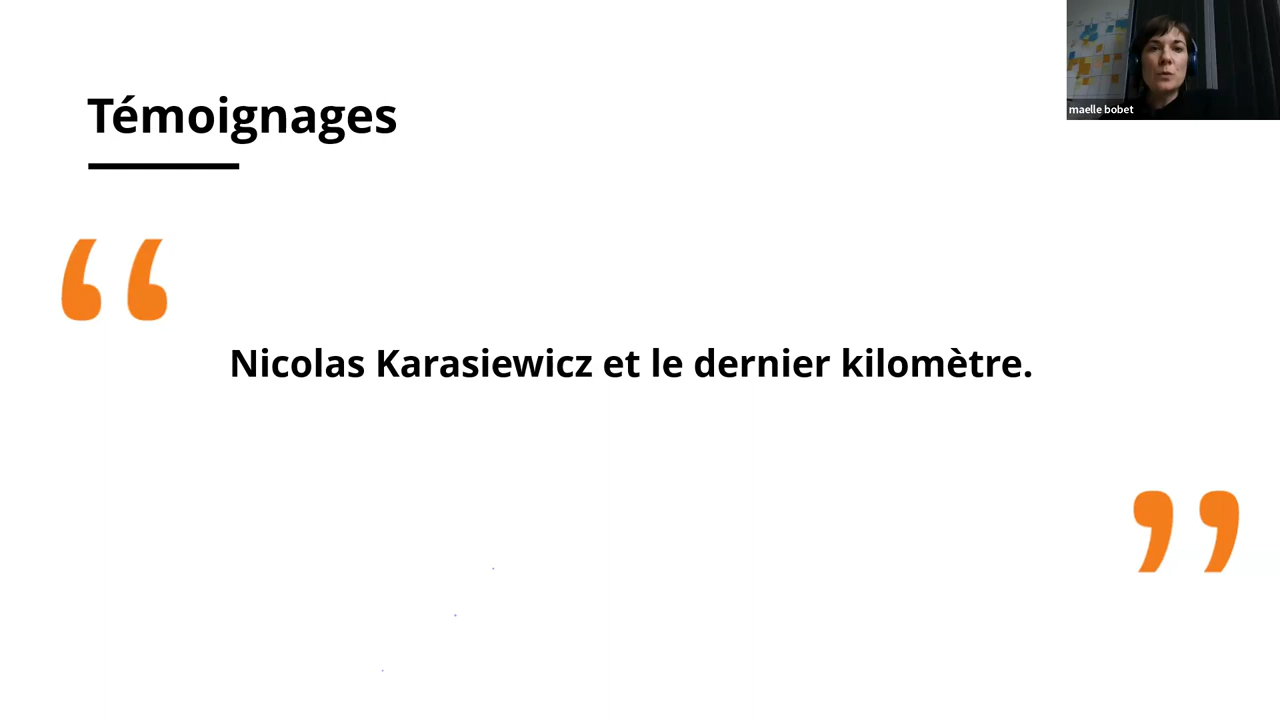 Témoignages
maelle bobet
“
Nicolas Karasiewicz et le dernier kilomètre.
”